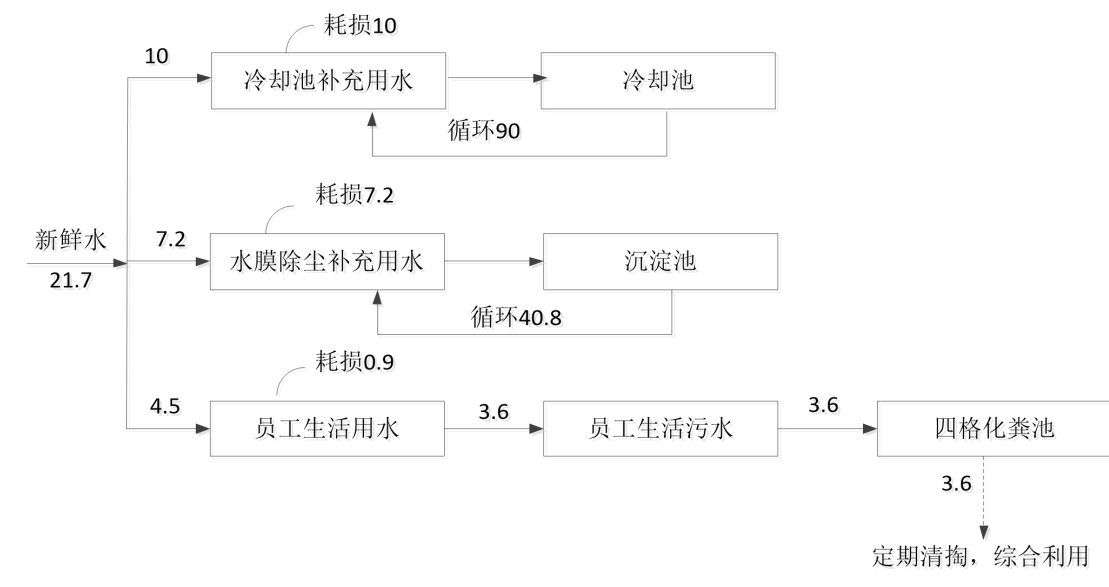 耗损10
10
冷却池补充用水
冷却池
循环90
耗损7.2
新鲜水
7.2
水膜除尘补充用水
沉淀池
21.7
循环40.8
耗损0.9
4.5
3.6
3.6
员工生活用水
员工生活污水
四格化粪池
3.6
定期清掏，综合利用